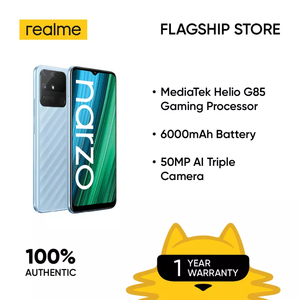 realme
FLAGSHIP STORE
narzo
• MediaTek Helio G85
Gaming Processor
• 6000mAh Battery
• 50MP AI Triple
Camera
100%
AUTHENTIC
1 YEAR
WARRANTY